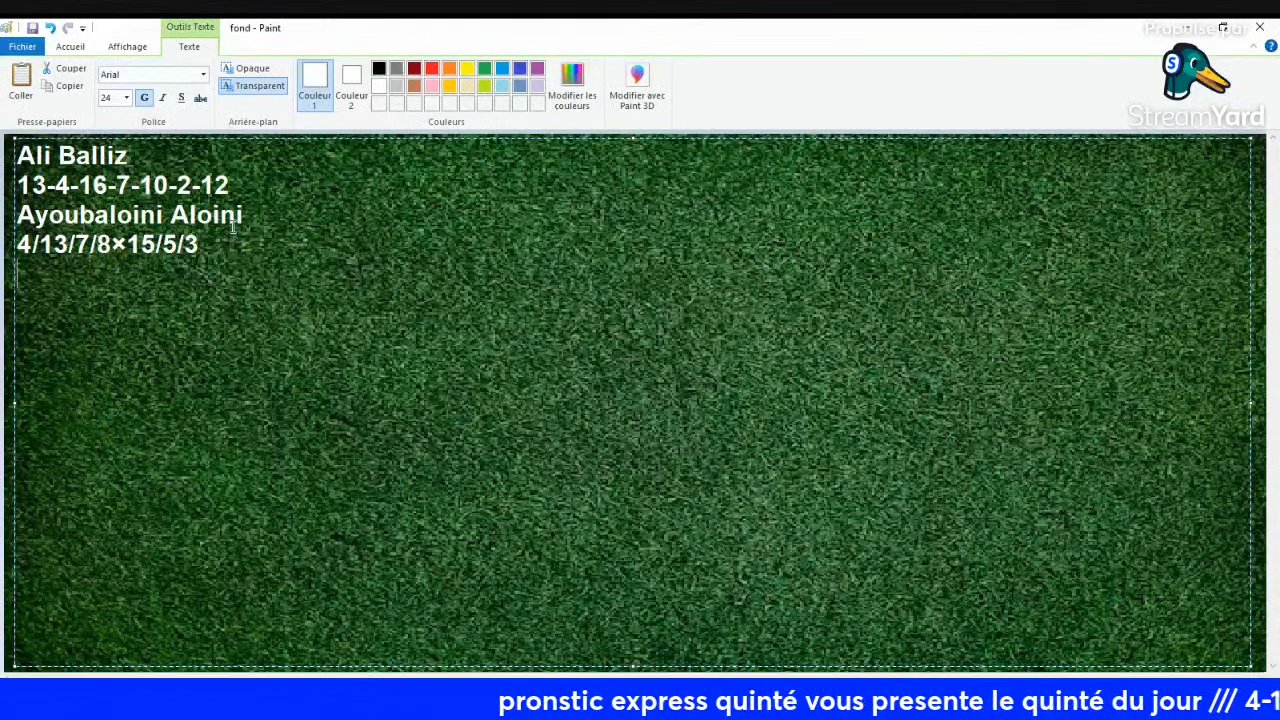 Outils Texte
fond - Paint
Propulsé par
Fichier
Accueil
Affichage
Texte
Coller
Couper
Copier
Presse-papiers
Arial
24
G
I
S
abc
Police
Opaque
Transparent
Arrière-plan
Couleur 1
Couleur 2
Couleurs
Modifier les couleurs
Modifier avec Paint 3D
S
StreamYard
Ali Balliz
13-4-16-7-10-2-12
Ayoubaloini Aloini
4/13/7/8×15/5/3
pronstic express quinté vous presente le quinté du jour /// 4-1